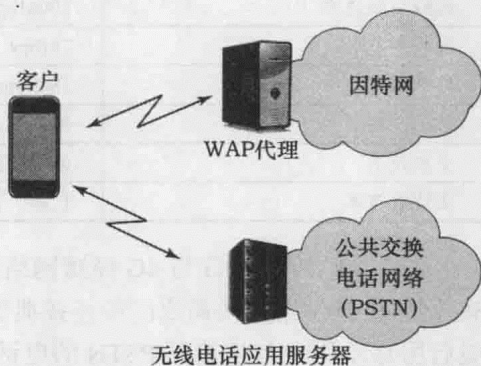 客户
因特网
WAP代理
公共交换
电话网络
(PSTN)
无线电话应用服务器